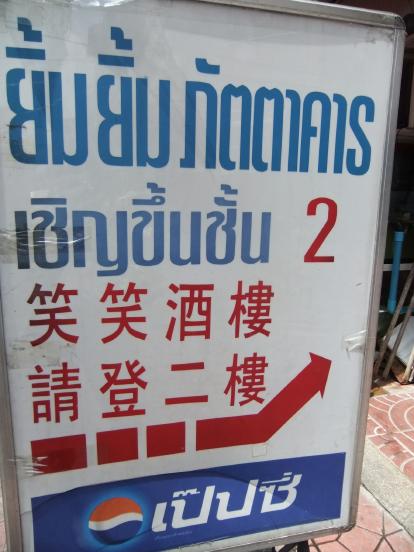 ยิ้ม ยิ้ม ภัตตาคาร
เชิญขึ้นชั้น 2
笑笑酒樓
請登二樓
เป๊ปซี่